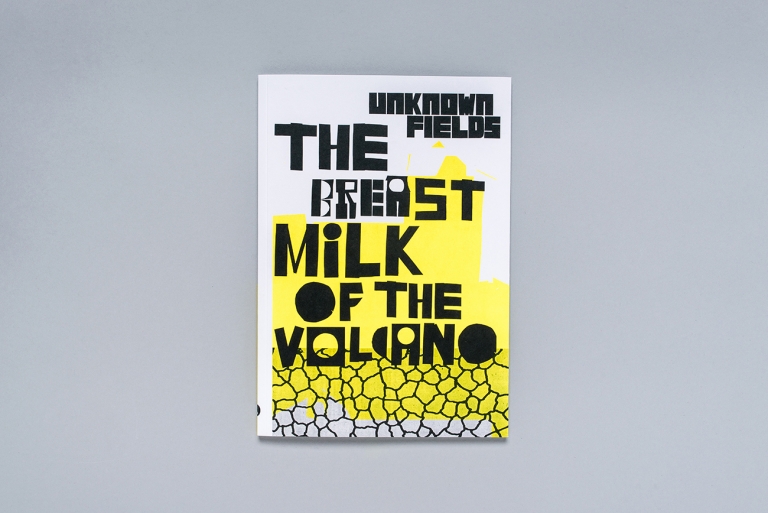 UNKNOWN
FIELDS
THE
BREAST
MiLK
OF THE
VOLCANO